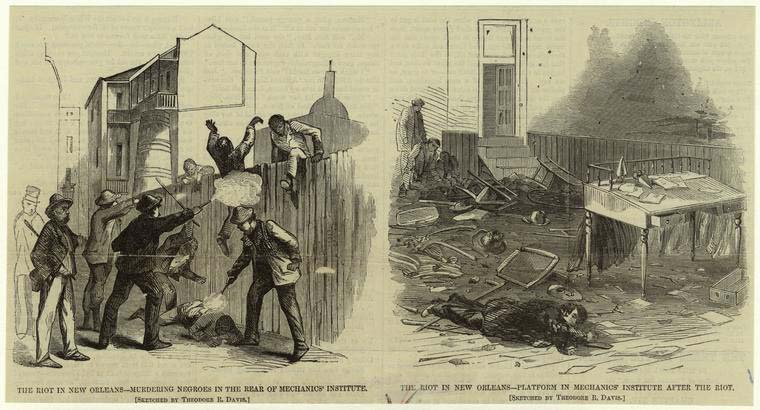 THE RIOT IN NEW ORLEANS—MURDERING NEGROES IN THE REAR OF MECHANICS' INSTITUTE.
[SKETCHED BY THEODORE R. DAVIS.]
THE RIOT IN NEW ORLEANS—PLATFORM IN MECHANICS' INSTITUTE AFTER THE RIOT.
[SKETCHED BY THEODORE R. DAVIS.]